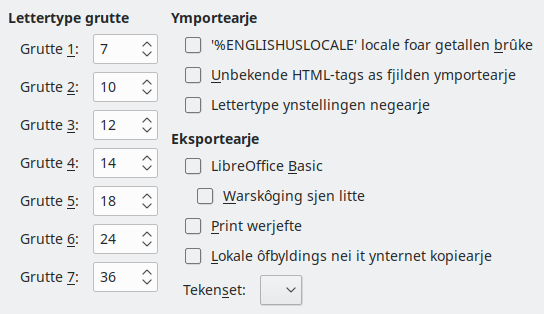 Lettertype grutte
Grutte 1: 7
Grutte 2: 10
Grutte 3: 12
Grutte 4: 14
Grutte 5: 18
Grutte 6: 24
Grutte 7: 36
Ymportearje
'%ENGLISHUSLOCALE' locale foar getallen brûke
Unbekende HTML-tags as fjilden ymportearje
Lettertype ynstellingen negearje
Eksportearje
LibreOffice Basic
Warskôging sjen litte
Print werjefte
Lokale ôfbyldings nei it ynternet kopiearje
Tekenset: